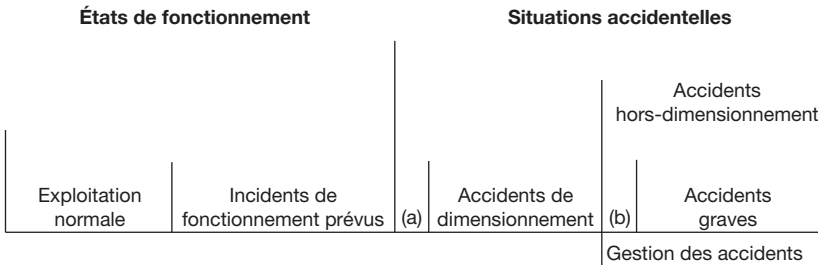 États de fonctionnement
Situations accidentelles
Accidents
hors-dimensionnement
Exploitation
normale
Incidents de
fonctionnement prévus
(a)
Accidents de
dimensionnement
(b)
Accidents
graves
Gestion des accidents